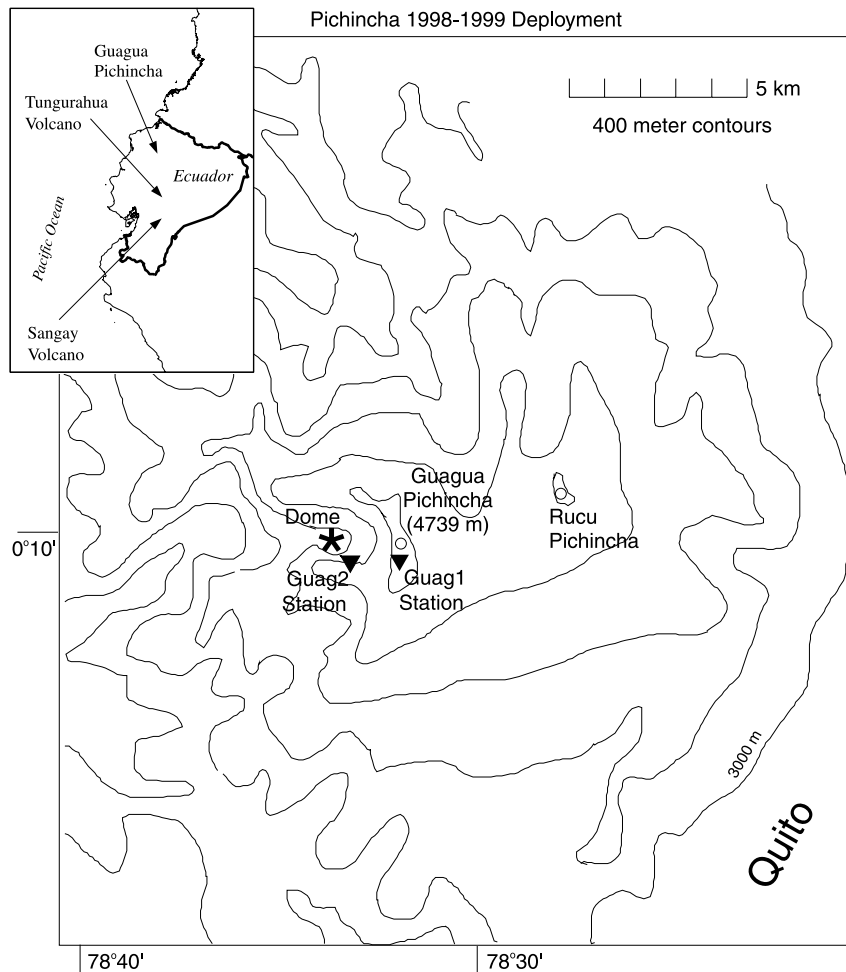 Pichincha 1998-1999 Deployment
Guagua
Pichincha
Tungurahua
Volcano
Ecuador
Pacific Ocean
Sangay
Volcano
5 km
400 meter contours
Guagua
Pichincha
(4739 m)
Dome
Rucu
Pichincha
0°10'
Guag2
Station
Guag1
Station
3000 m
Quito
78°40'
78°30'